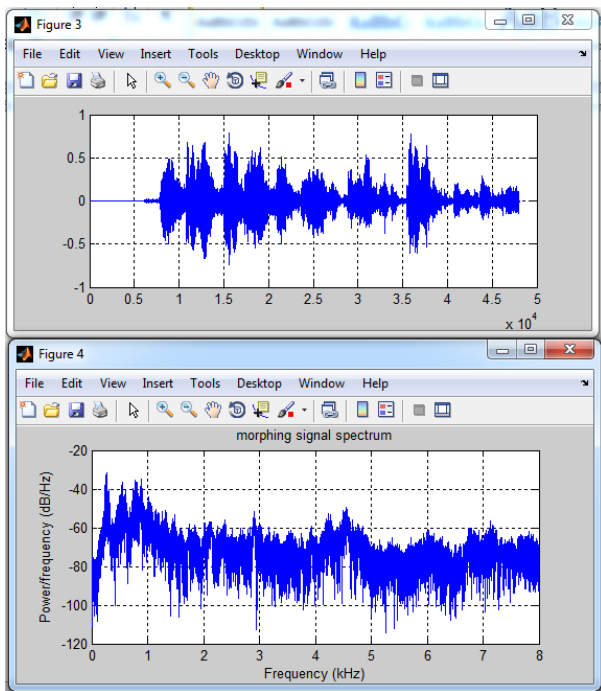 Figure 3
File Edit View Insert Tools Desktop Window Help
1
0.5
0
-0.5
-1
0 0.5 1 1.5 2 2.5 3 3.5 4 4.5 5
x 10^4
Figure 4
File Edit View Insert Tools Desktop Window Help
morphing signal spectrum
-20
-40
-60
-80
-100
-120
Power/frequency (dB/Hz)
0 1 2 3 4 5 6 7 8
Frequency (kHz)